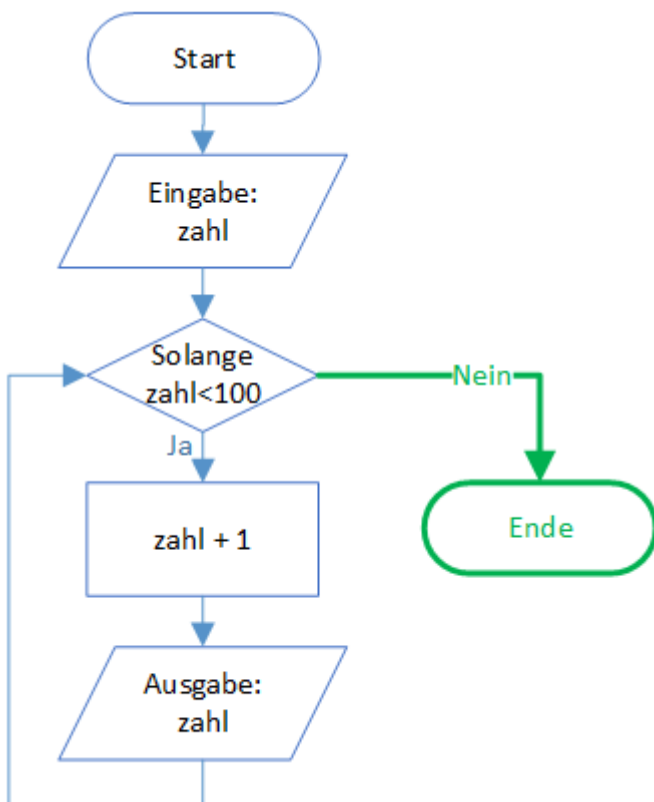 Start
Eingabe:
zahl
Solange
zahl<100
Nein
Ja
zahl + 1
Ende
Ausgabe:
zahl